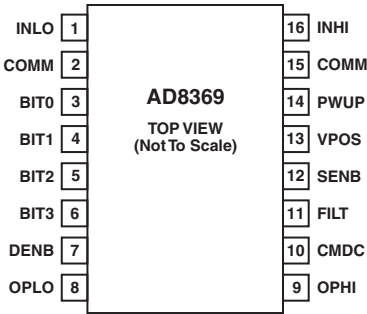 INLO 1 16 INHI
COMM 2 15 COMM
BIT0 3 AD8369 14 PWUP
BIT1 4 TOP VIEW 13 VPOS
(Not To Scale)
BIT2 5 12 SENB
BIT3 6 11 FILT
DENB 7 10 CMDC
OPLO 8 9 OPHI